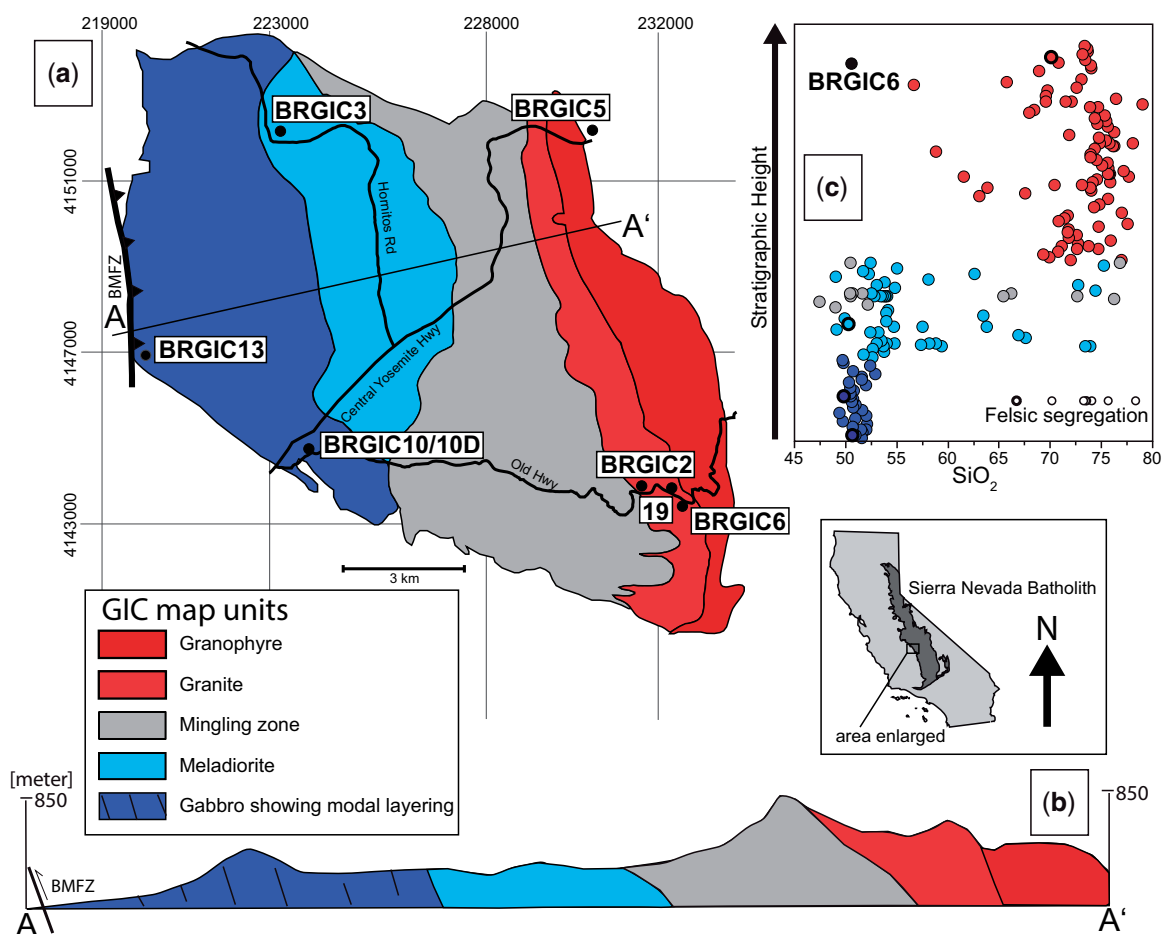 219000
223000
228000
232000
(a)
BRGIC3
BRGIC5
4151000
4147000
4143000
Hornitos Rd
A'
BMFZ
A
BRGIC13
Central Yosemite Hwy
BRGIC10/10D
Old Hwy
BRGIC2
19
BRGIC6
3 km
Stratigraphic Height
BRGIC6
(c)
Felsic segregation
45 50 55 60 65 70 75 80
SiO₂
GIC map units
Granophyre
Granite
Mingling zone
Meladiorite
Gabbro showing modal layering
Sierra Nevada Batholith
N
area enlarged
[meter]
850
850
(b)
BMFZ
A
A'